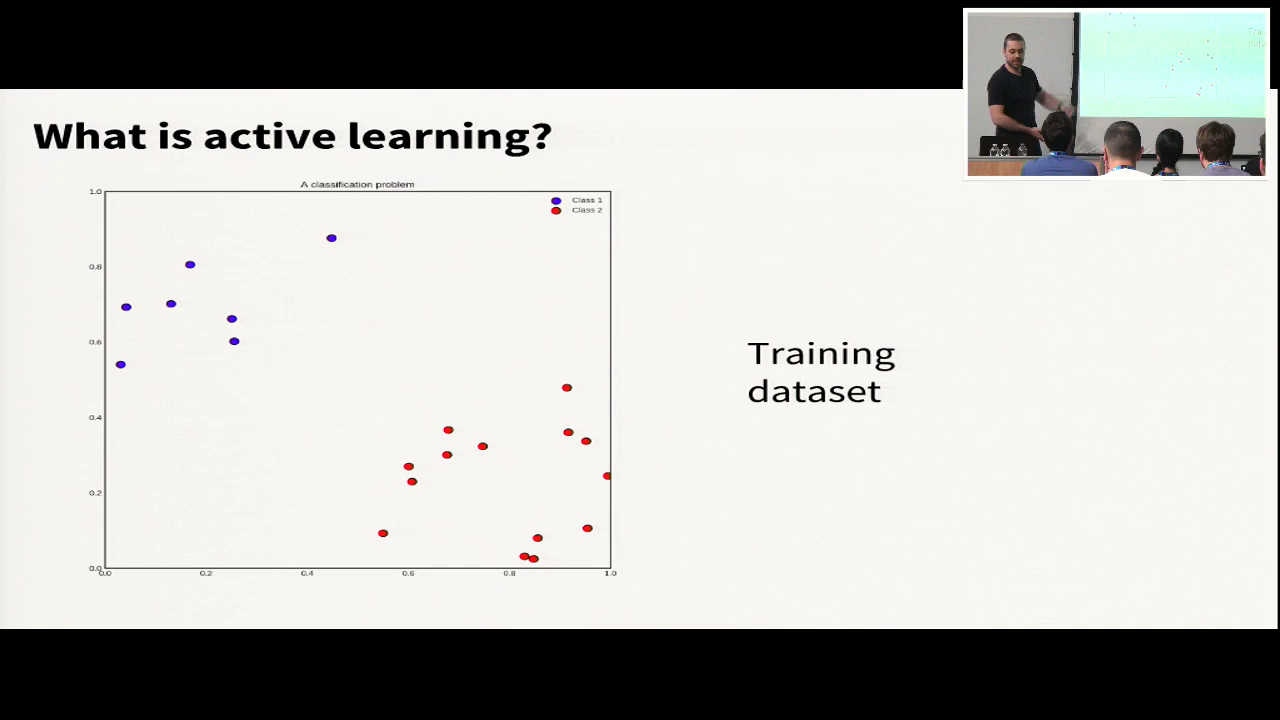 What is active learning?
A classification problem
Class 1
Class 2
1.0
0.8
0.6
0.4
0.2
0.0
0.0 0.2 0.4 0.6 0.8 1.0
Training
dataset